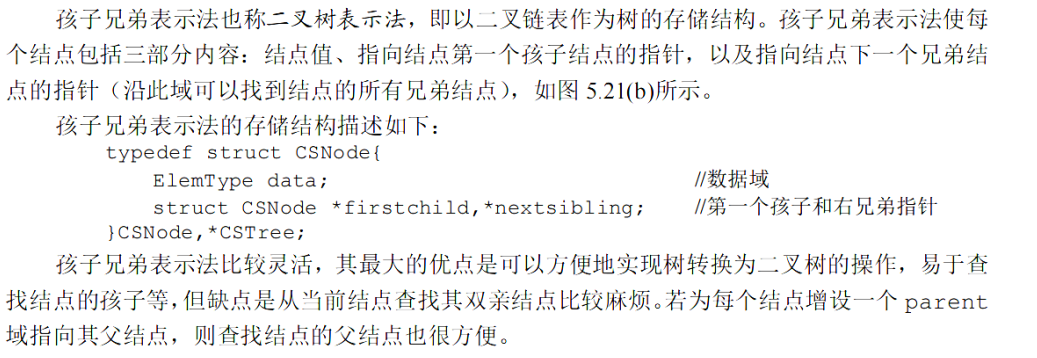 孩子兄弟表示法也称二叉树表示法，即以二叉链表作为树的存储结构。孩子兄弟表示法使每
个结点包括三部分内容：结点值、指向结点第一个孩子结点的指针，以及指向结点下一个兄弟结
点的指针（沿此域可以找到结点的所有兄弟结点），如图 5.21(b)所示。
孩子兄弟表示法的存储结构描述如下：
typedef struct CSNode{
ElemType data; //数据域
struct CSNode *firstchild,*nextsibling; //第一个孩子和右兄弟指针
}CSNode,*CSTree;
孩子兄弟表示法比较灵活，其最大的优点是可以方便地实现树转换为二叉树的操作，易于查
找结点的孩子等，但缺点是从当前结点查找其双亲结点比较麻烦。若为每个结点增设一个 parent
域指向其父结点，则查找结点的父结点也很方便。